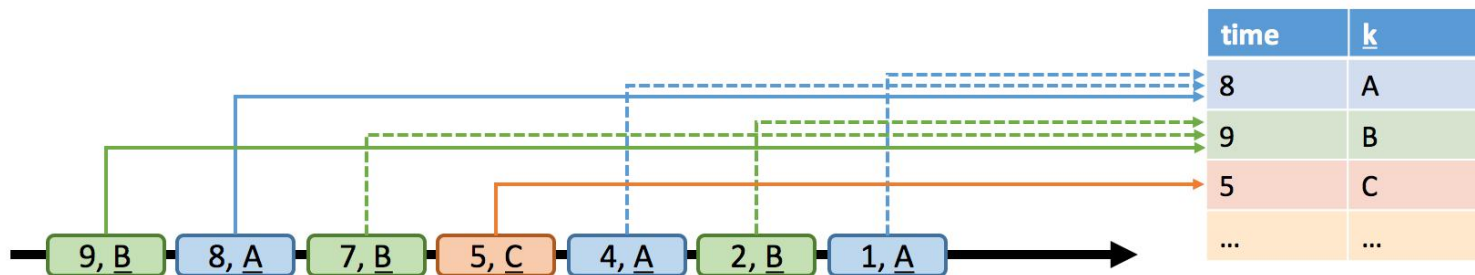 time k
8 A
9 B
5 C
... ...
9, B 8, A 7, B 5, C 4, A 2, B 1, A